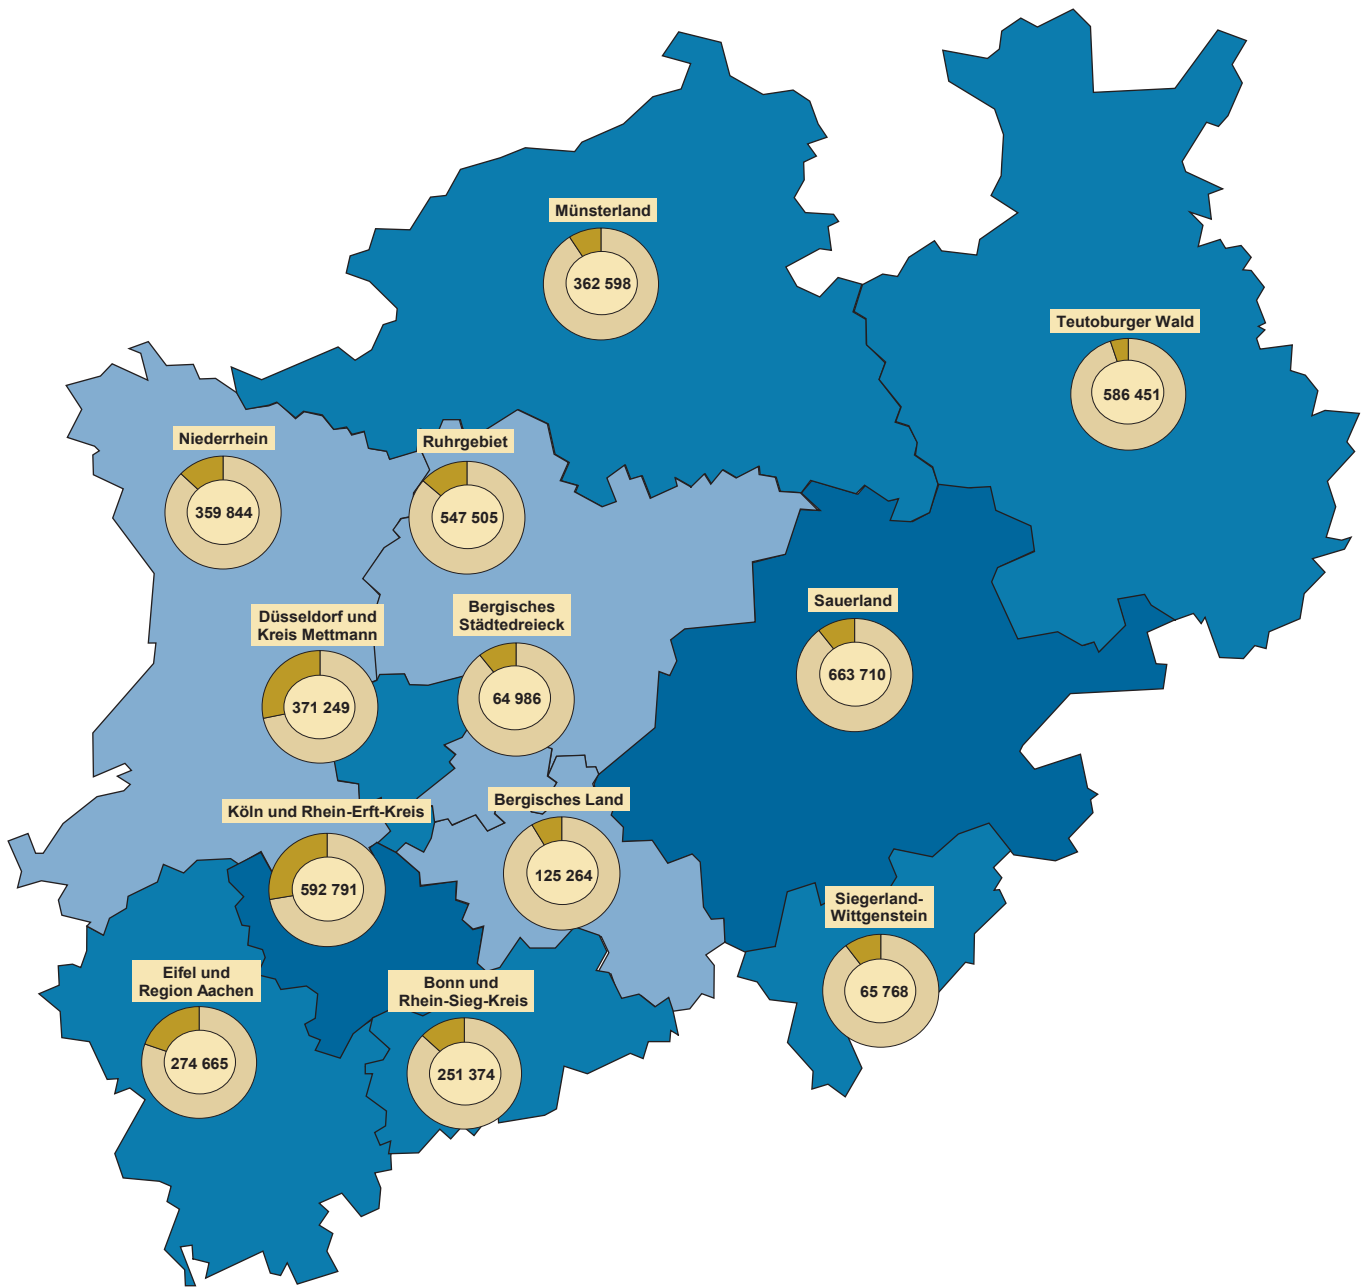 Münsterland
362 598
Teutoburger Wald
586 451
Niederrhein
359 844
Ruhrgebiet
547 505
Düsseldorf und
Kreis Mettmann
371 249
Bergisches
Städtedreieck
64 986
Sauerland
663 710
Köln und Rhein-Erft-Kreis
592 791
Bergisches Land
125 264
Siegerland-
Wittgenstein
65 768
Eifel und
Region Aachen
274 665
Bonn und
Rhein-Sieg-Kreis
251 374